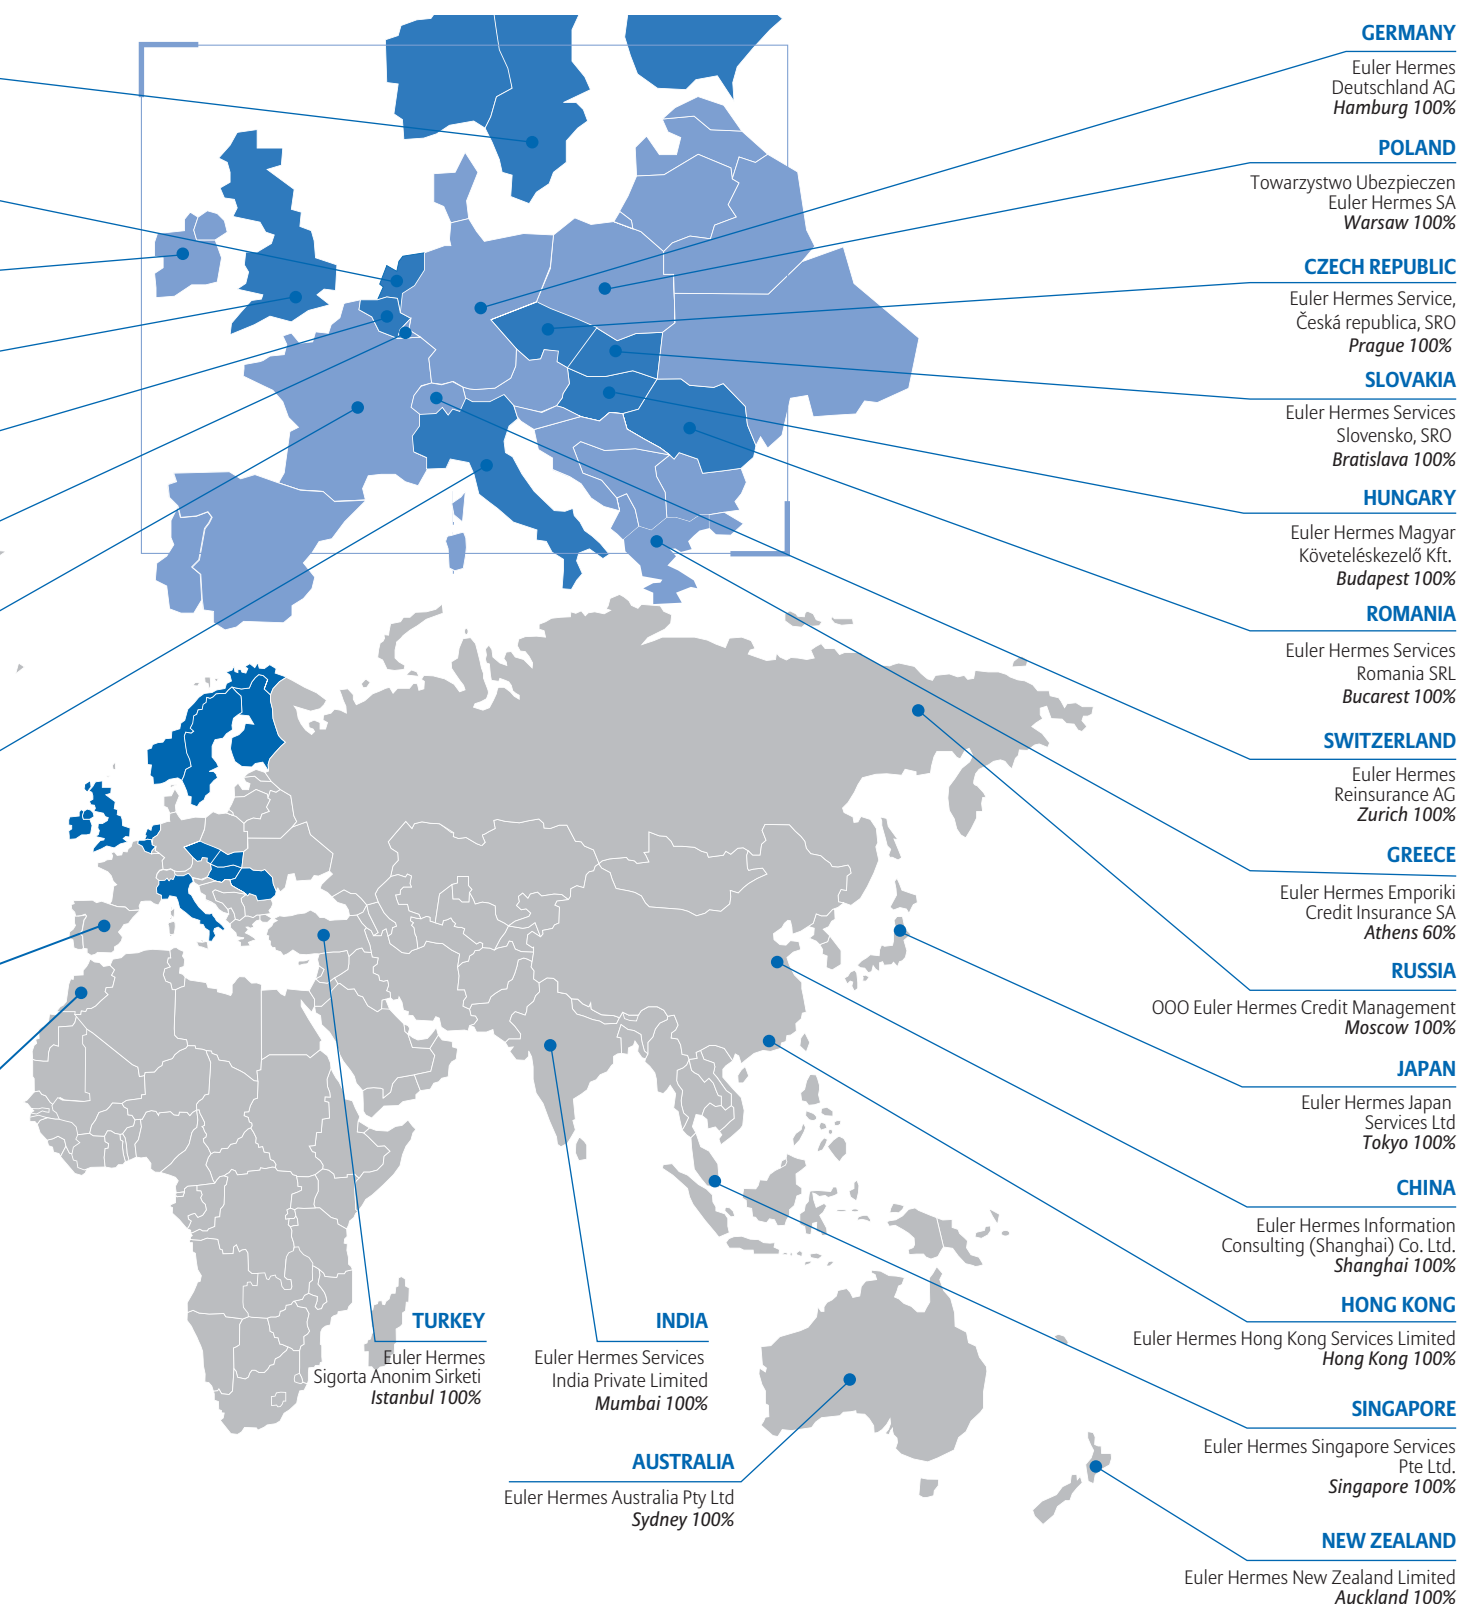 GERMANY
Euler Hermes
Deutschland AG
Hamburg 100%
POLAND
Towarzystwo Ubezpieczen
Euler Hermes SA
Warsaw 100%
CZECH REPUBLIC
Euler Hermes Service,
Česká republica, SRO
Prague 100%
SLOVAKIA
Euler Hermes Services
Slovensko, SRO
Bratislava 100%
HUNGARY
Euler Hermes Magyar
Követeléskezelő Kft.
Budapest 100%
ROMANIA
Euler Hermes Services
Romania SRL
Bucarest 100%
SWITZERLAND
Euler Hermes
Reinsurance AG
Zurich 100%
GREECE
Euler Hermes Emporiki
Credit Insurance SA
Athens 60%
RUSSIA
OOO Euler Hermes Credit Management
Moscow 100%
JAPAN
Euler Hermes Japan
Services Ltd
Tokyo 100%
CHINA
Euler Hermes Information
Consulting (Shanghai) Co. Ltd.
Shanghai 100%
HONG KONG
Euler Hermes Hong Kong Services Limited
Hong Kong 100%
SINGAPORE
Euler Hermes Singapore Services
Pte Ltd.
Singapore 100%
NEW ZEALAND
Euler Hermes New Zealand Limited
Auckland 100%
TURKEY
Euler Hermes
Sigorta Anonim Sirketi
Istanbul 100%
INDIA
Euler Hermes Services
India Private Limited
Mumbai 100%
AUSTRALIA
Euler Hermes Australia Pty Ltd
Sydney 100%